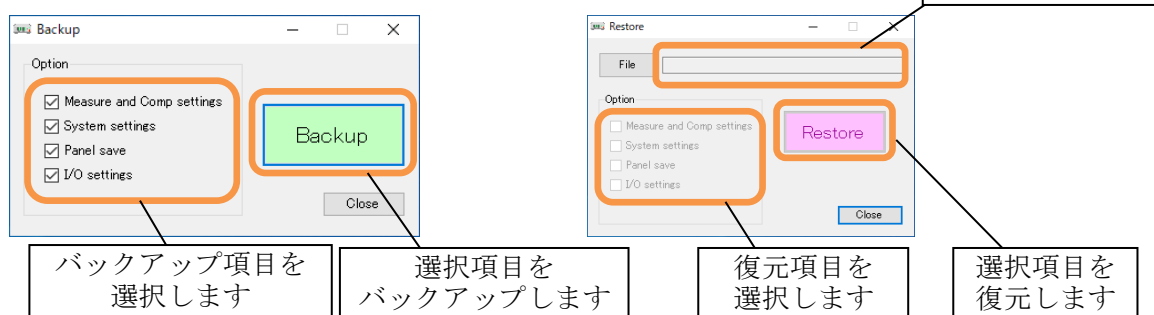 Backup
Option
Measure and Comp settings
System settings
Panel save
I/O settings
Backup
Close
Restore
File
Option
Measure and Comp settings
System settings
Panel save
I/O settings
Restore
Close
バックアップ項目を
選択します
選択項目を
バックアップします
復元項目を
選択します
選択項目を
復元します